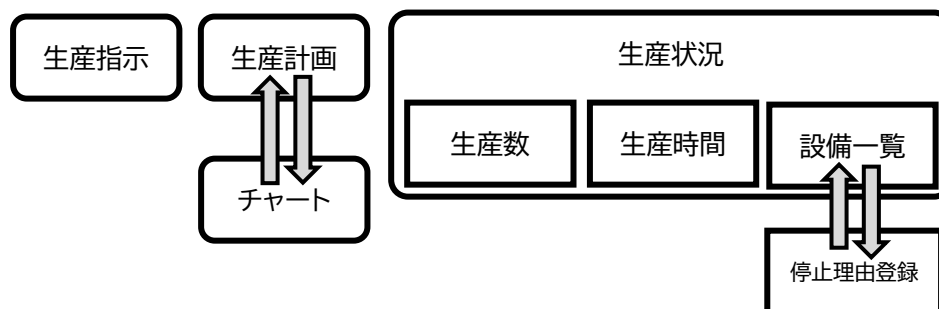 生産指示
生産計画
生産状況
生産数
生産時間
設備一覧
チャート
停止理由登録